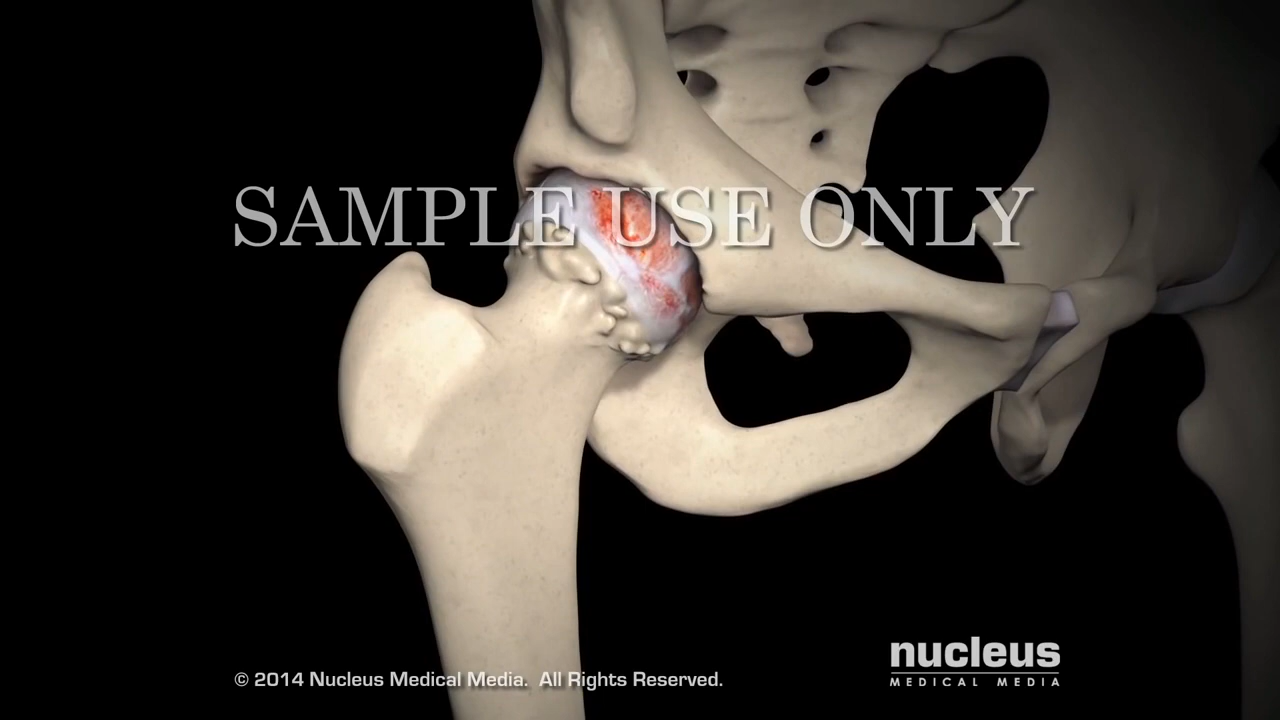 SAMPLE USE ONLY
© 2014 Nucleus Medical Media. All Rights Reserved.
nucleus
MEDICAL MEDIA